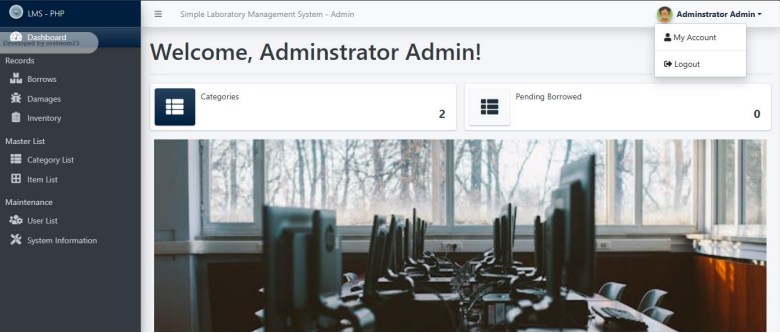 LMS - PHP
Simple Laboratory Management System - Admin
Adminstrator Admin
My Account
Logout
Dashboard
Developed by oretnom23
Records
Borrows
Damages
Inventory
Master List
Category List
Item List
Maintenance
User List
System Information
Welcome, Adminstrator Admin!
Categories
2
Pending Borrowed
0